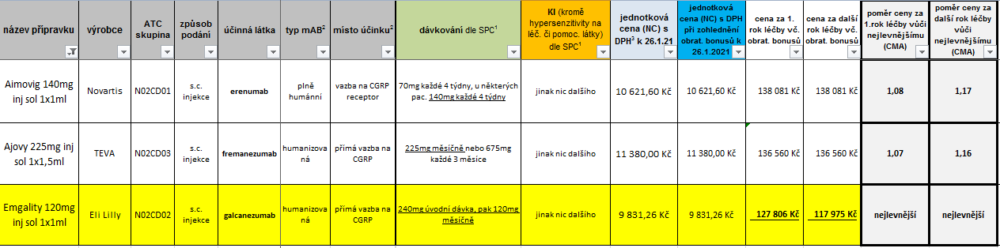 název přípravku
výrobce
ATC
skupina
způsob
podání
účinná látka
typ mAB²
místo účinku²
dávkování dle SPC¹
KI (kromě
hypersenzitivity na
léč. či pomoc. látky)
dle SPC¹
jednotková
cena (NC) s
DPH³ k 26.1.21
jednotková
cena (NC) s DPH
při zohlednění
obrat. bonusů k
26.1.2021
cena za 1.
rok léčby vč.
obrat. bonusů
cena za další
rok léčby vč.
obrat. bonusů
poměr ceny za
1.rok léčby vůči
nejlevnějšímu
(CMA)
poměr ceny za
další rok léčby
vůči
nejlevnějšímu
(CMA)
Aimovig 140mg
inj sol 1x1ml
Novartis
N02CD01
s.c.
injekce
erenumab
plně
humánní
vazba na CGRP
receptor
70mg každé 4 týdny, u některých
pac. 140mg každé 4 týdny
jinak nic dalšího
10 621,60 Kč
10 621,60 Kč
138 081 Kč
138 081 Kč
1,08
1,17
Ajovy 225mg inj
sol 1x1,5ml
TEVA
N02CD03
s.c.
injekce
fremanezumab
humanizova
ná
přímá vazba na
CGRP
225mg měsíčně nebo 675mg
každé 3 měsíce
jinak nic dalšího
11 380,00 Kč
11 380,00 Kč
136 560 Kč
136 560 Kč
1,07
1,16
Emgality 120mg
inj sol 1x1ml
Eli Lilly
N02CD02
s.c.
injekce
galcanezumab
humanizova
ná
přímá vazba na
CGRP
240mg úvodní dávka, pak 120mg
měsíčně
jinak nic dalšího
9 831,26 Kč
9 831,26 Kč
127 806 Kč
117 975 Kč
nejlevnější
nejlevnější